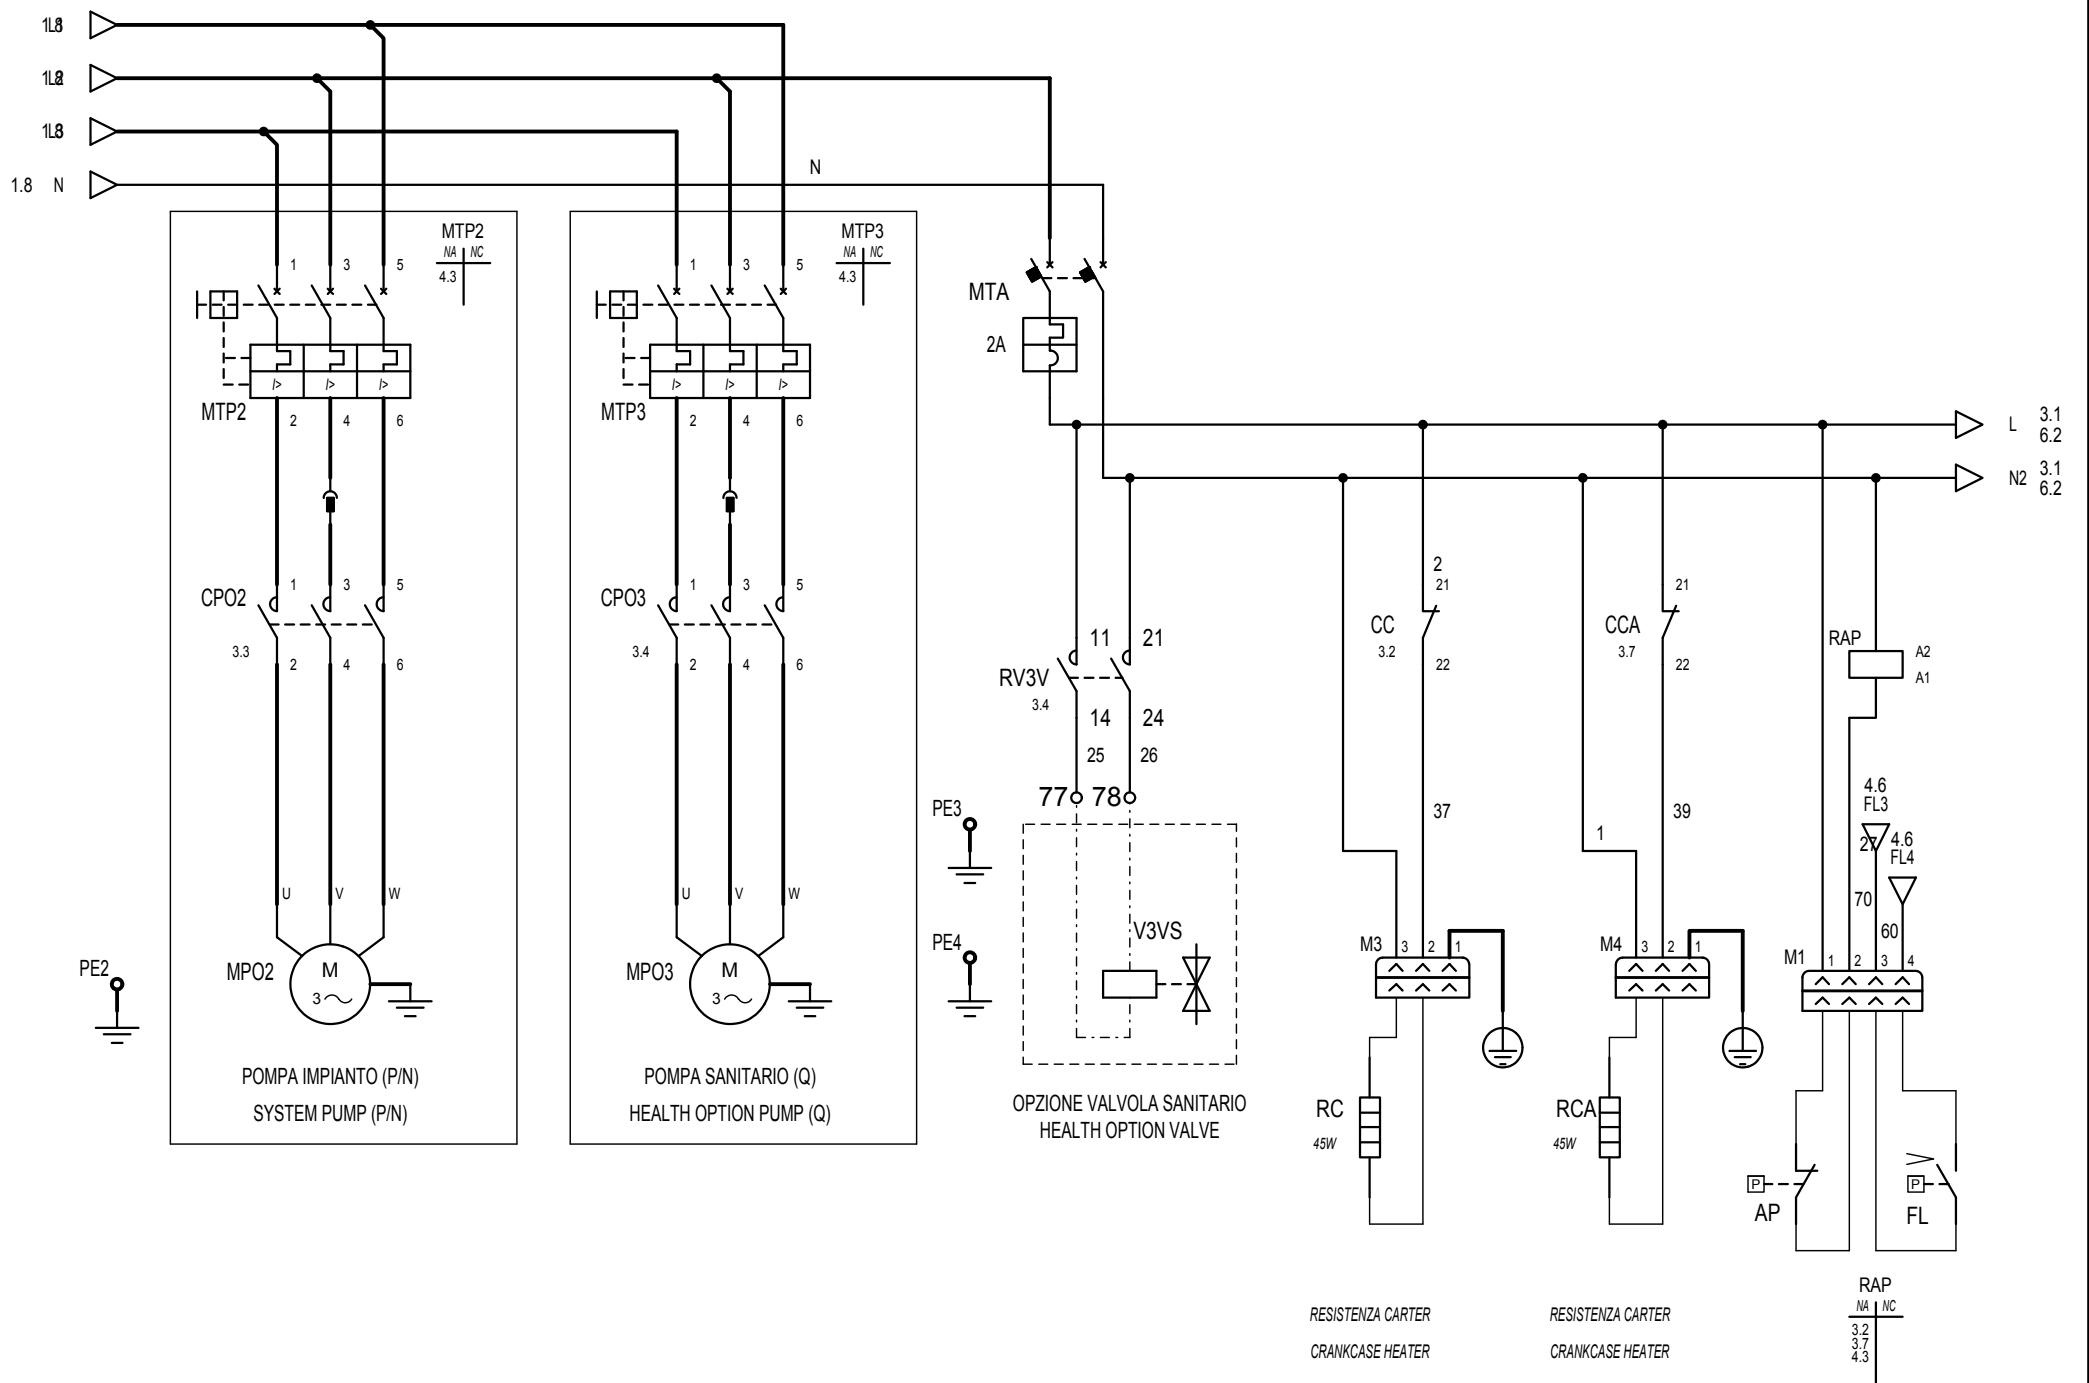 1.8 N
N
MTP2
NA NC
4.3
1 3 5
MTP2
2 4 6
CPO2
3.3
1 3 5
2 4 6
U V W
MPO2
M
3
PE2
POMPA IMPIANTO (P/N)
SYSTEM PUMP (P/N)
MTP3
NA NC
4.3
1 3 5
I> I> I>
I> I> I>
MTP3
2 4 6
CPO3
3.4
1 3 5
2 4 6
U V W
MPO3
M
3
POMPA SANITARIO (Q)
HEALTH OPTION PUMP (Q)
PE3
PE4
MTA
2A
L 3.1
6.2
N2 3.1
6.2
11 21
RV3V
3.4
14 24
25 26
77 78
V3VS
OPZIONE VALVOLA SANITARIO
HEALTH OPTION VALVE
2
21
CC
3.2
22
37
M3 3 2 1
RC
45W
RESISTENZA CARTER
CRANKCASE HEATER
21
CCA
3.7
22
39
1
M4 3 2 1
RCA
45W
RESISTENZA CARTER
CRANKCASE HEATER
RAP
A2
A1
4.6
FL3
27
4.6
FL4
70
60
M1 1 2 3 4
P
AP
P
FL
RAP
NA NC
3.2
3.7
4.3